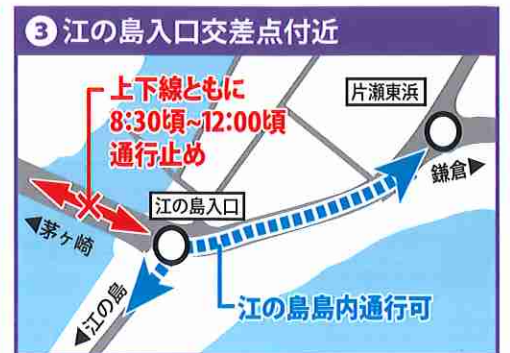 ❸江の島入口交差点付近
上下線ともに
8:30頃~12:00頃
通行止め
片瀬東浜
鎌倉▶
江の島入口
◀茅ヶ崎
◀江の島
江の島島内通行可